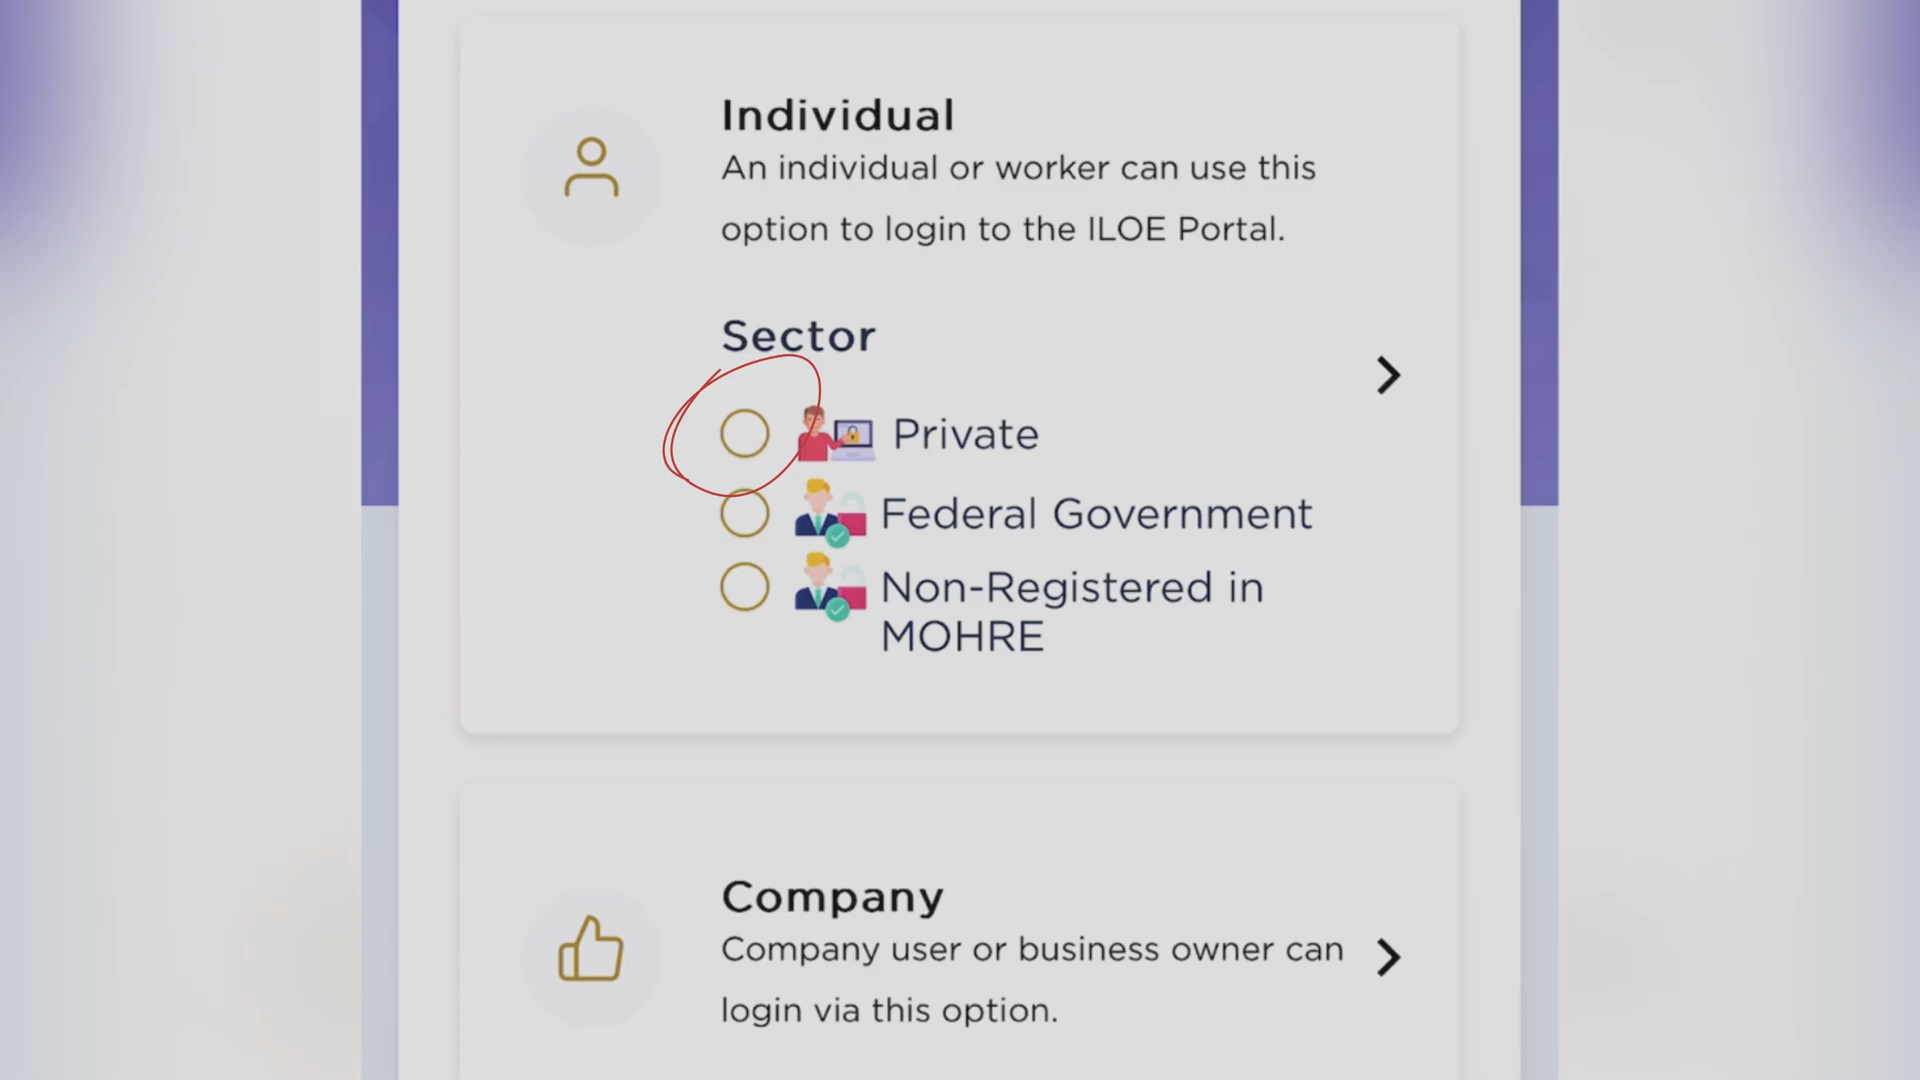 Individual
An individual or worker can use this
option to login to the ILOE Portal.
Sector
Private
Federal Government
Non-Registered in
MOHRE
Company
Company user or business owner can
login via this option.